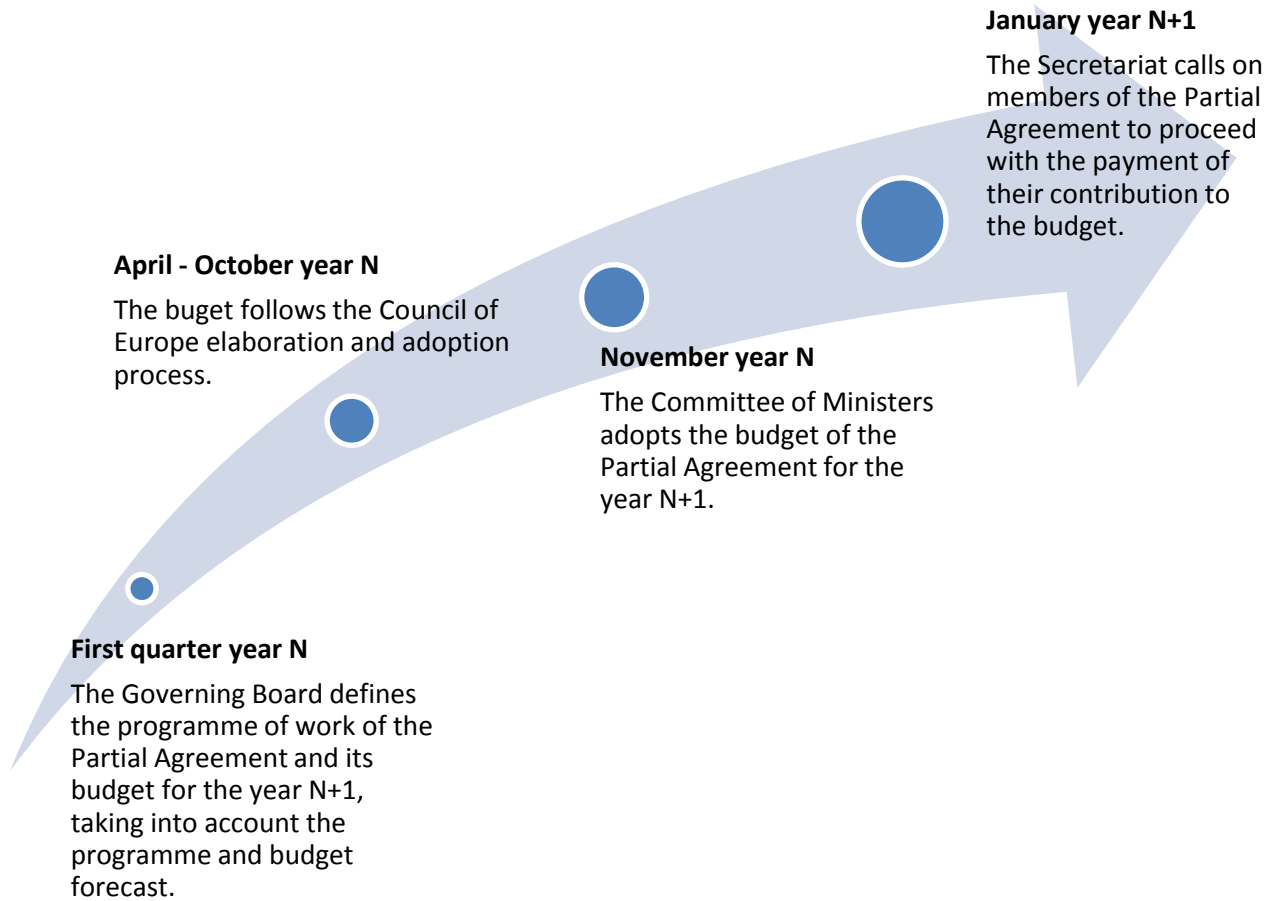 First quarter year N
The Governing Board defines
the programme of work of the
Partial Agreement and its
budget for the year N+1,
taking into account the
programme and budget
forecast.
April - October year N
The buget follows the Council of
Europe elaboration and adoption
process.
November year N
The Committee of Ministers
adopts the budget of the
Partial Agreement for the
year N+1.
January year N+1
The Secretariat calls on
members of the Partial
Agreement to proceed
with the payment of
their contribution to
the budget.